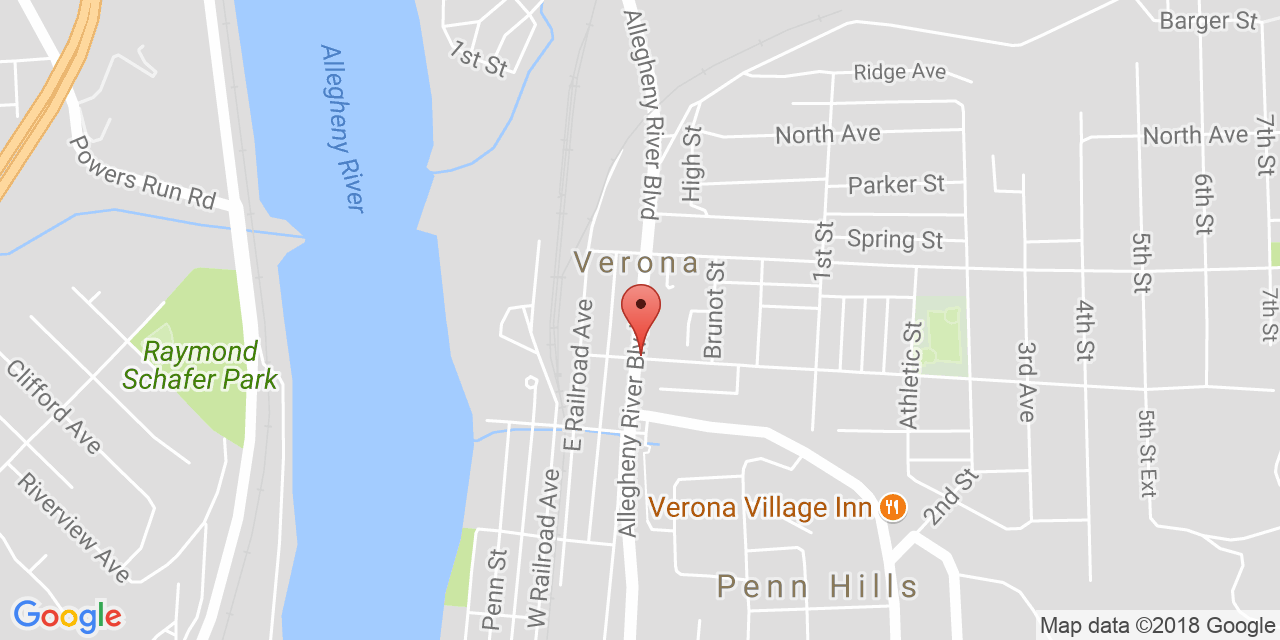 Barger St
1st St
Allegheny River
Allegheny River Blvd
Ridge Ave
North Ave
North Ave
7th St
Powers Run Rd
High St
Parker St
6th St
Spring St
1st St
5th St
Verona
Brunot St
7th St
4th St
E Railroad Ave
Raymond
Schafer Park
Athletic St
3rd Ave
Clifford Ave
Allegheny River Blvd
5th St Ext
Riverview Ave
W Railroad Ave
Verona Village Inn
2nd St
Penn St
Penn Hills
Google
Map data ©2018 Google